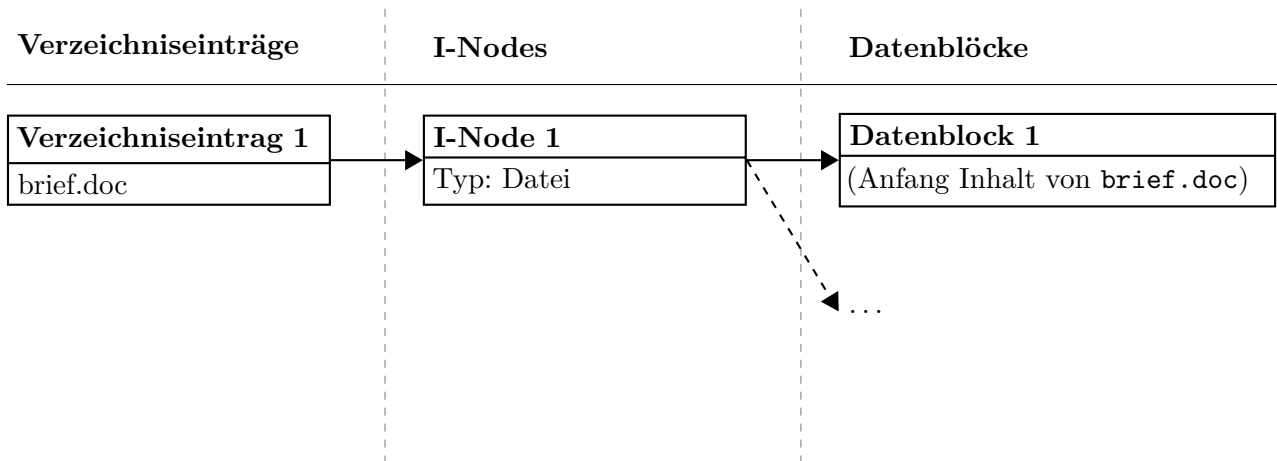 Verzeichniseinträge I-Nodes Datenblöcke
Verzeichniseintrag 1 I-Node 1 Datenblock 1
brief.doc Typ: Datei (Anfang Inhalt von brief.doc)
...